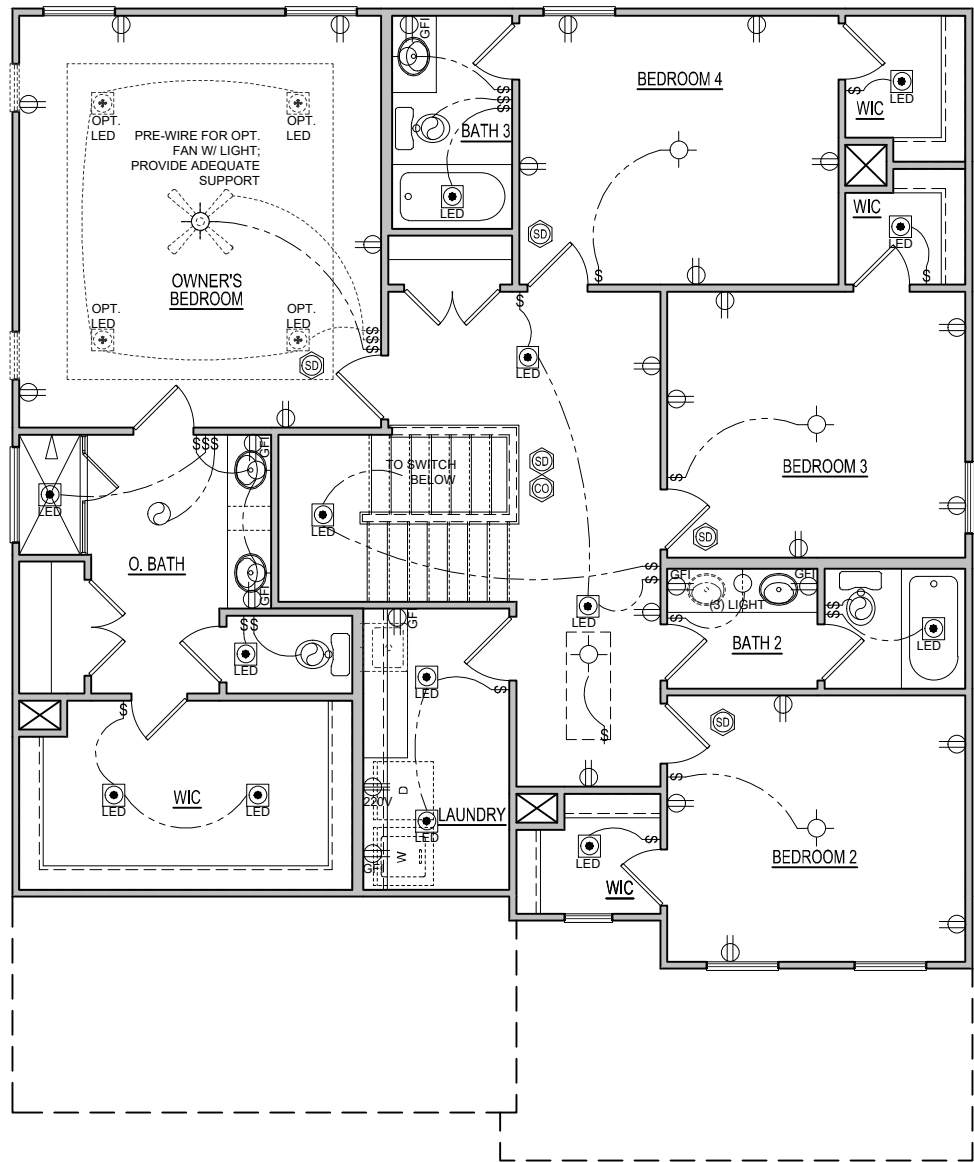 GFI
BEDROOM 4
WIC
LED
OPT.
LED
OPT.
LED
PRE-WIRE FOR OPT.
FAN W/ LIGHT;
PROVIDE ADEQUATE
SUPPORT
$
$
$
$
$
BATH 3
LED
WIC
LED
SD
$
$
OWNER'S
BEDROOM
OPT.
LED
OPT.
LED
$
$
$
SD
$
LED
BEDROOM 3
$
$$$
GFI
TO SWITCH
BELOW
SD
CO
LED
LED
SD
O. BATH
GFI
$
$
GFI
GFI
(3) LIGHT
$
$
$
LED
BATH 2
LED
$$
LED
GFI
LED
$
$
SD
$
$
WIC
LED
LED
220V
D
LAUNDRY
LED
W
GFI
$
LED
WIC
$
BEDROOM 2